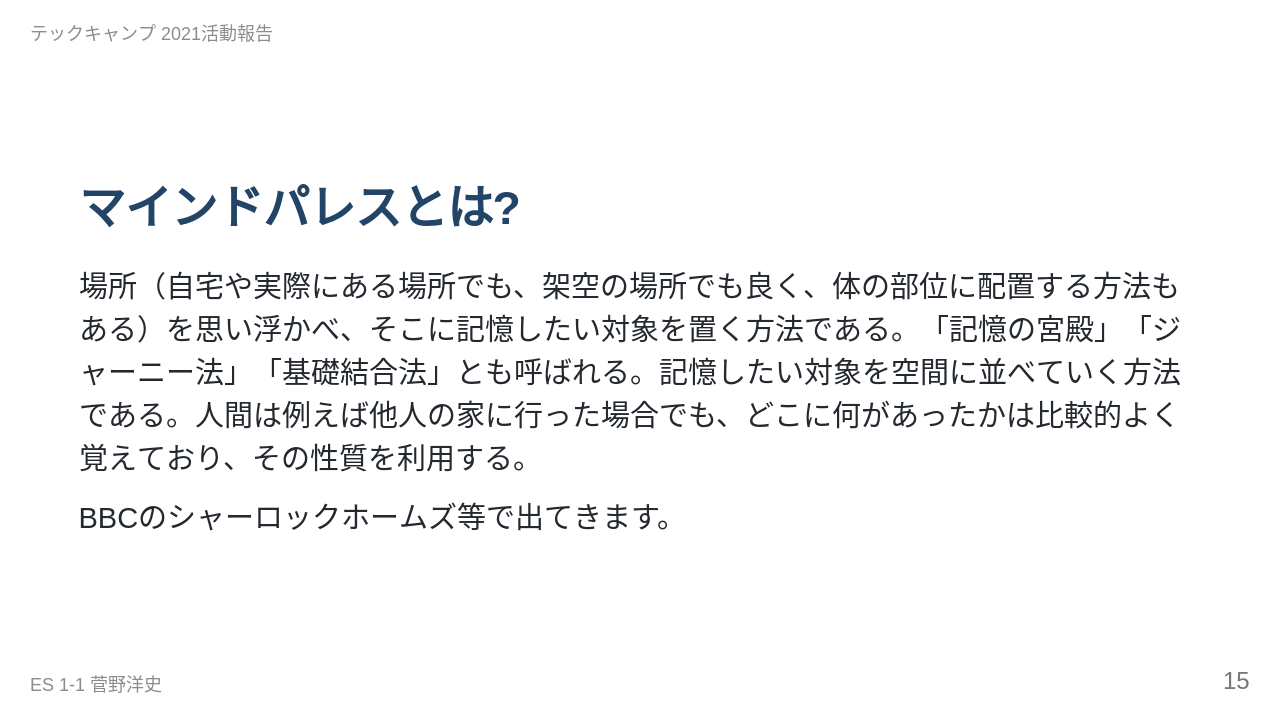 テックキャンプ 2021活動報告
マインドパレスとは?
場所（自宅や実際にある場所でも、架空の場所でも良く、体の部位に配置する方法も
ある）を思い浮かべ、そこに記憶したい対象を置く方法である。「記憶の宮殿」「ジ
ャーニー法」「基礎結合法」とも呼ばれる。記憶したい対象を空間に並べていく方法
である。人間は例えば他人の家に行った場合でも、どこに何があったかは比較的よく
覚えており、その性質を利用する。
BBCのシャーロックホームズ等で出てきます。
ES 1-1 菅野洋史
15